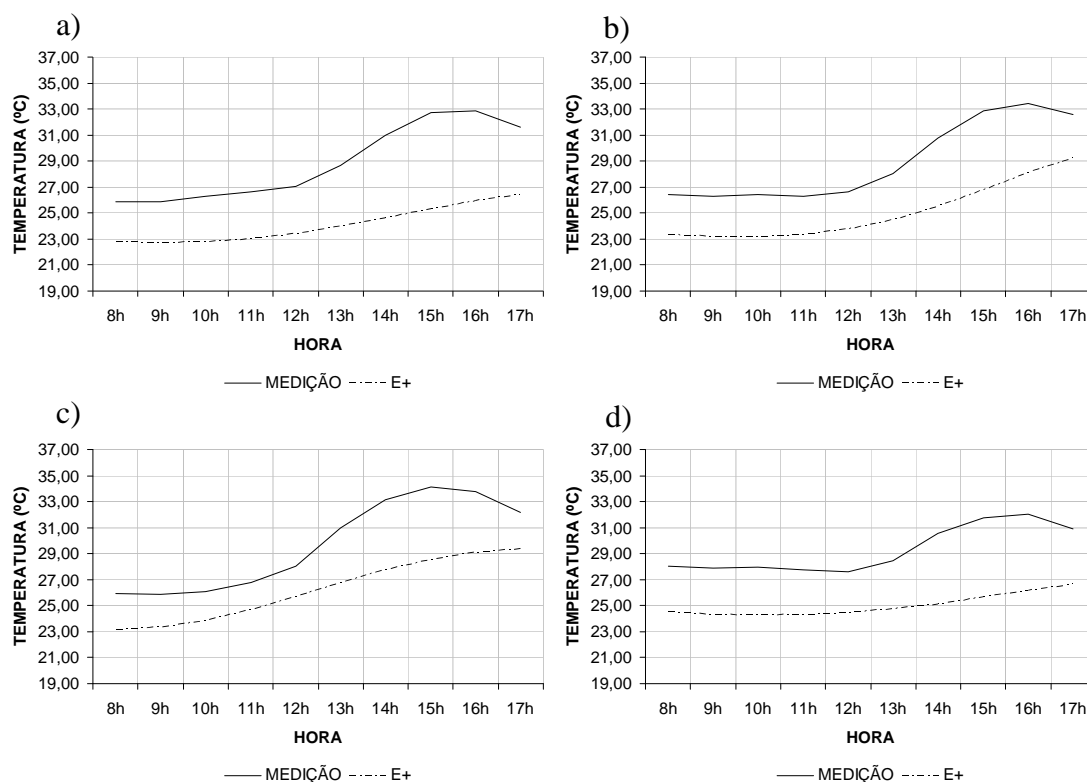 a)
TEMPERATURA (ºC)
37,00
35,00
33,00
31,00
29,00
27,00
25,00
23,00
21,00
19,00
8h 9h 10h 11h 12h 13h 14h 15h 16h 17h
HORA
MEDIÇÃO E+
b)
TEMPERATURA (ºC)
37,00
35,00
33,00
31,00
29,00
27,00
25,00
23,00
21,00
19,00
8h 9h 10h 11h 12h 13h 14h 15h 16h 17h
HORA
MEDIÇÃO E+
c)
TEMPERATURA (ºC)
37,00
35,00
33,00
31,00
29,00
27,00
25,00
23,00
21,00
19,00
8h 9h 10h 11h 12h 13h 14h 15h 16h 17h
HORA
MEDIÇÃO E+
d)
TEMPERATURA (ºC)
37,00
35,00
33,00
31,00
29,00
27,00
25,00
23,00
21,00
19,00
8h 9h 10h 11h 12h 13h 14h 15h 16h 17h
HORA
MEDIÇÃO E+